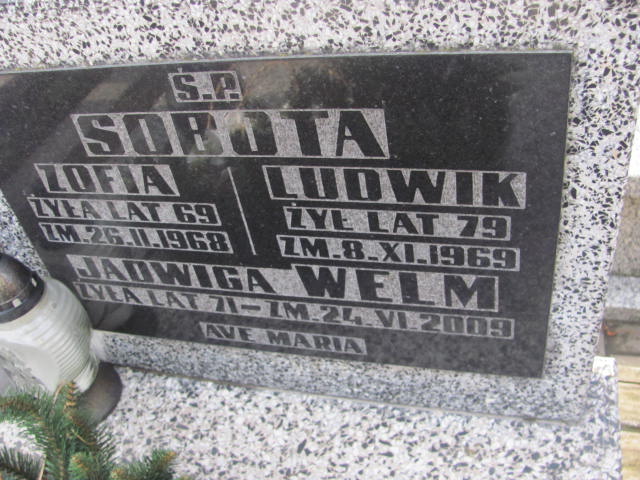 Ś.P.
SOBOTA
ZOFIA
ŻYŁA LAT 69
ZM. 26.II.1968
LUDWIK
ŻYŁ LAT 79
ZM. 8.XI.1969
JADWIGA WELM
ŻYŁA LAT 71 – ZM. 24.VI.2009
AVE MARIA